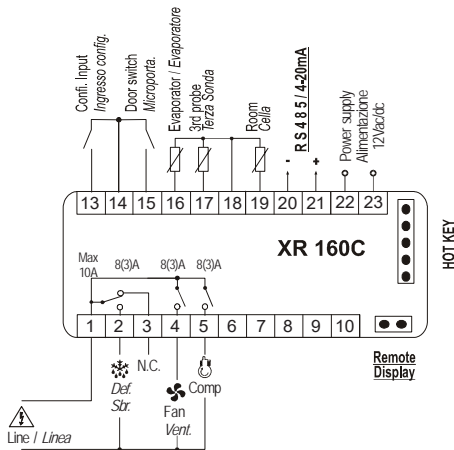 Confi. Input
Ingresso config.
Door switch
Microporta.
Evaporator / Evaporatore
3rd probe
Terza Sonda
Room
Cella
RS485 / 4-20mA
- +
Power supply
Alimentazione
12Vac/dc
13 14 15 16 17 18 19 20 21 22 23
XR 160C
HOT KEY
Max
10A
8(3)A 8(3)A 8(3)A
1 2 3 4 5 6 7 8 9 10
Remote
Display
N.C.
Def.
Sbr.
Comp
Fan
Vent.
Line / Linea